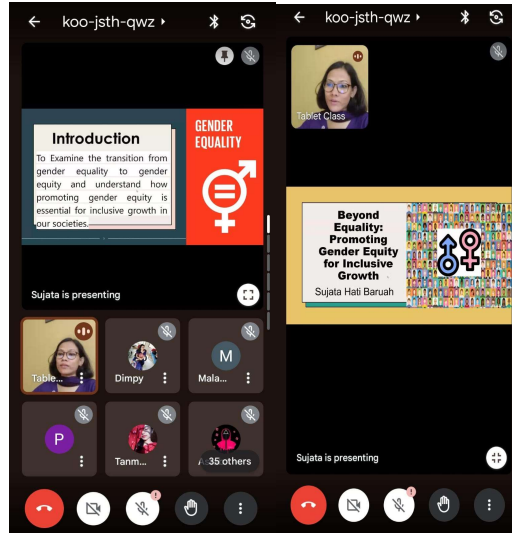 koo-jsth-qwz
Introduction
To Examine the transition from
gender equality to gender
equity and understand how
promoting gender equity is
essential for inclusive growth in
our societies.
GENDER
EQUALITY
Sujata is presenting
Table...
Dimpy
M
Mala...
P
Tanm...
35 others
koo-jsth-qwz
Tablet Class
Beyond
Equality:
Promoting
Gender Equity
for Inclusive
Growth
Sujata Hati Baruah
Sujata is presenting